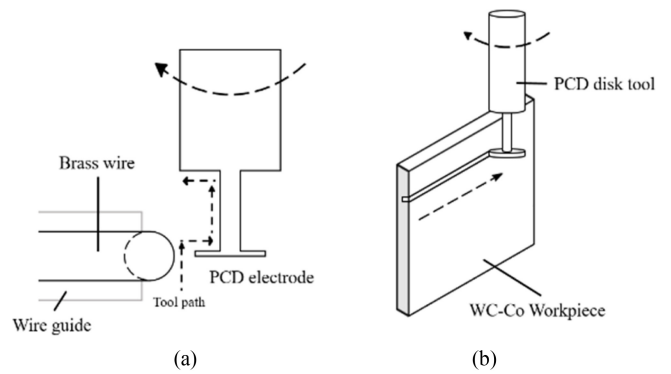 (b)
PCD disk tool
Brass wire
PCD electrode
Tool path
Wire guide
WC-Co Workpiece
(a)
(b)